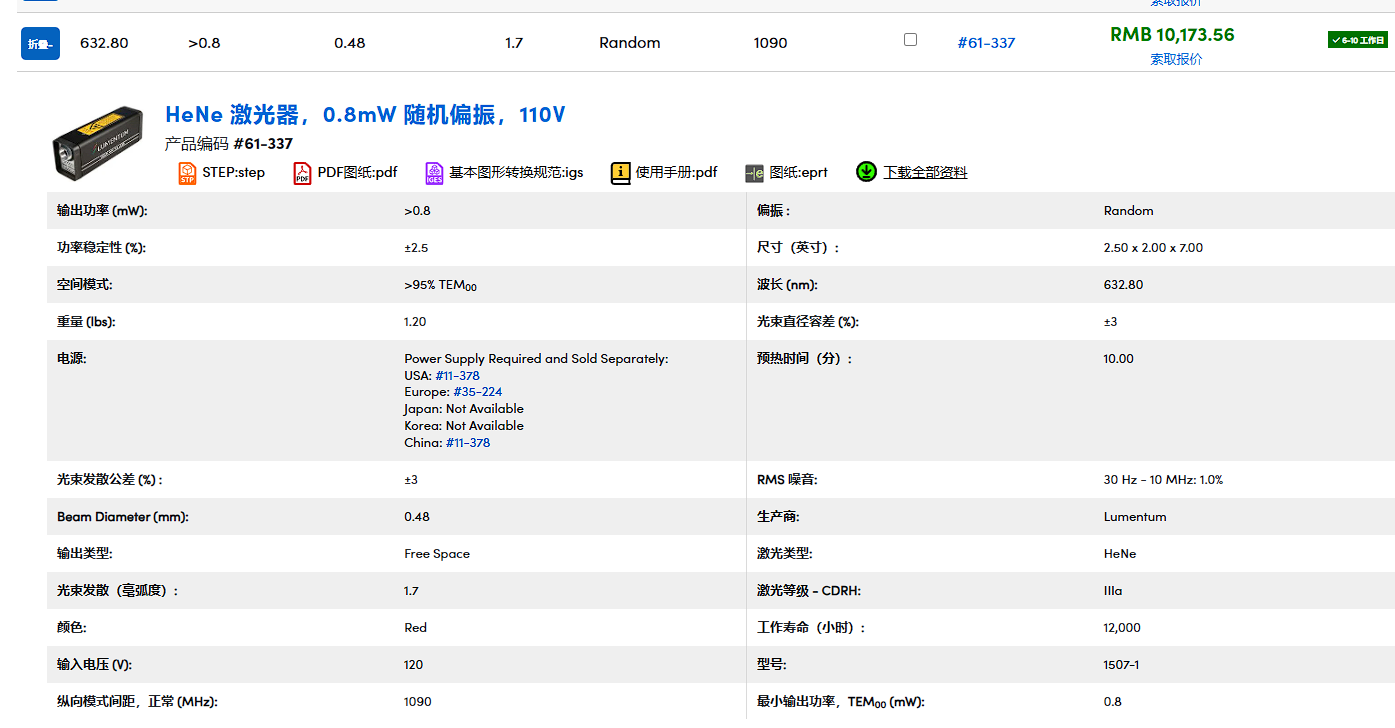 索取报价
折叠-
632.80 >0.8 0.48 1.7 Random 1090 #61-337 RMB 10,173.56 6-10 工作日
索取报价
HeNe 激光器，0.8mW 随机偏振，110V
产品编码 #61-337
STEP:step PDF图纸:pdf 基本图形转换规范:igs 使用手册:pdf 图纸:eprt 下载全部资料
输出功率 (mW): >0.8 偏振 : Random
功率稳定性 (%): ±2.5 尺寸（英寸）: 2.50 x 2.00 x 7.00
空间模式: >95% TEM00 波长 (nm): 632.80
重量 (lbs): 1.20 光束直径容差 (%): ±3
电源: Power Supply Required and Sold Separately: 预热时间（分）: 10.00
USA: #11-378
Europe: #35-224
Japan: Not Available
Korea: Not Available
China: #11-378
光束发散公差 (%) : ±3 RMS 噪音: 30 Hz - 10 MHz: 1.0%
Beam Diameter (mm): 0.48 生产商: Lumentum
输出类型: Free Space 激光类型: HeNe
光束发散（毫弧度）: 1.7 激光等级 - CDRH: IIIa
颜色: Red 工作寿命（小时）: 12,000
输入电压 (V): 120 型号: 1507-1
纵向模式间距，正常 (MHz): 1090 最小输出功率，TEM00 (mW): 0.8